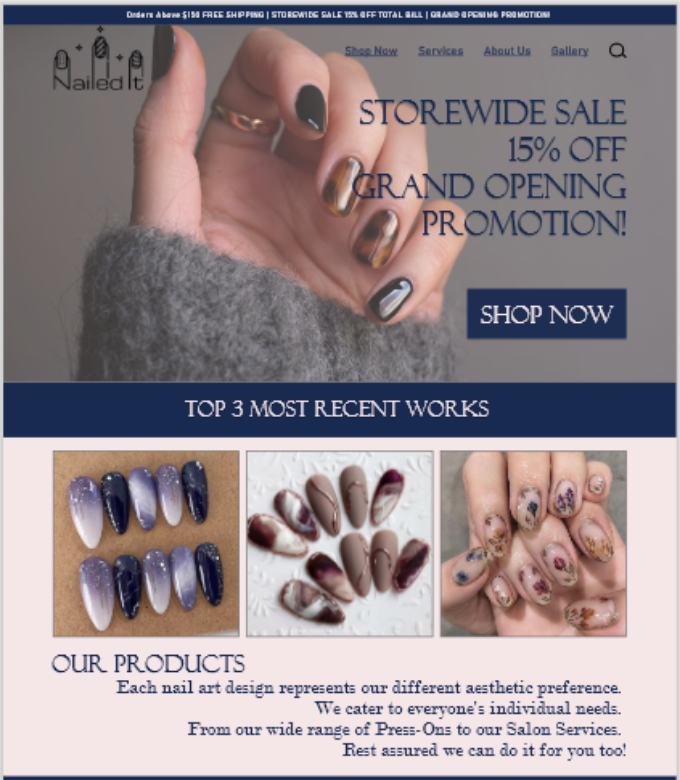 Orders Above $150 FREE SHIPPING | STOREWIDE SALE 15% OFF TOTAL BILL | GRAND OPENING PROMOTION!
Nailed It
Shop Now Services About Us Gallery
STOREWIDE SALE
15% OFF
GRAND OPENING
PROMOTION!
SHOP NOW
TOP 3 MOST RECENT WORKS
OUR PRODUCTS
Each nail art design represents our different aesthetic preference.
We cater to everyone's individual needs.
From our wide range of Press-Ons to our Salon Services.
Rest assured we can do it for you too!